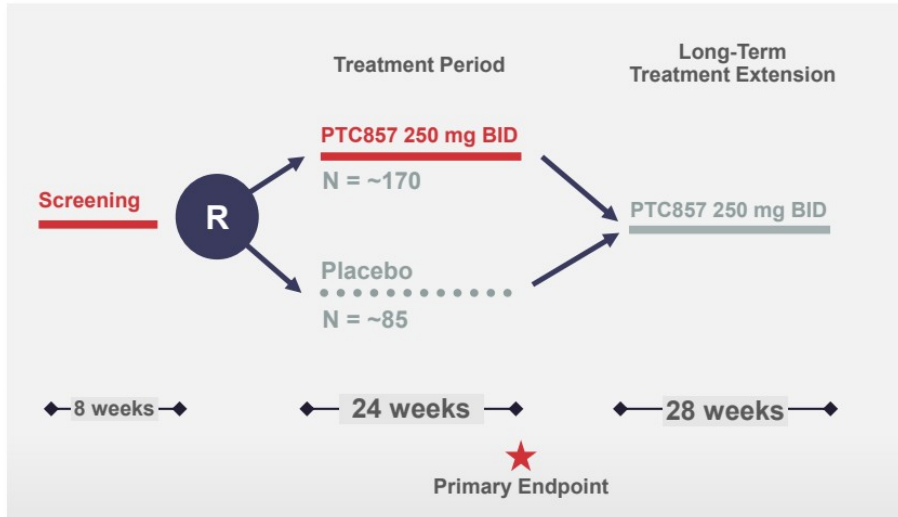 Treatment Period
Long-Term
Treatment Extension
PTC857 250 mg BID
N = ~170
Screening
R
PTC857 250 mg BID
Placebo
N = ~85
8 weeks
24 weeks
28 weeks
Primary Endpoint